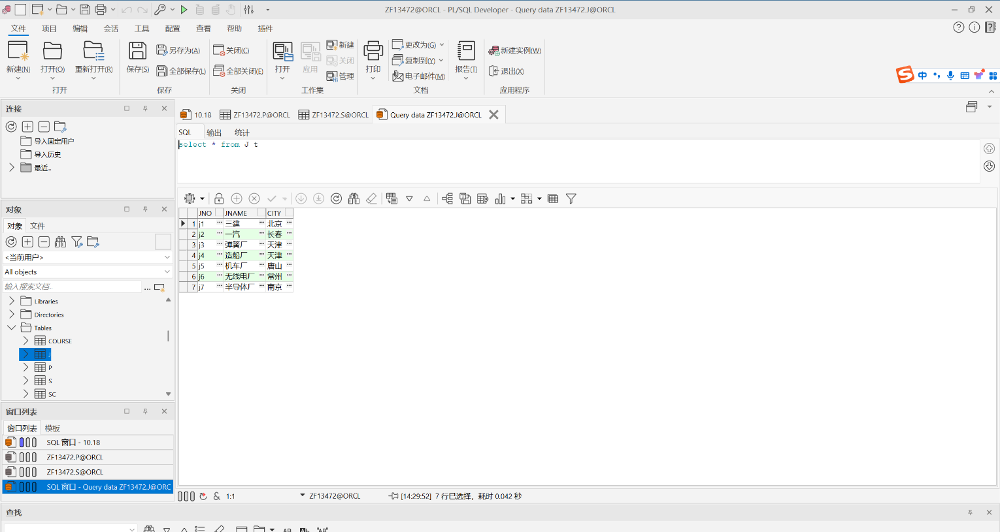 ZF13472@ORCL - PL/SQL Developer - Query data ZF13472.J@ORCL
文件 项目 编辑 会话 工具 配置 查看 帮助 插件
新建(N) 打开(O) 重新打开(R)
打开
保存(S) 另存为(A) 全部保存(L)
保存
关闭(C) 全部关闭(E)
关闭
打开 应用 新建 关闭 管理
工作集
打印 更改为(G) 复制到(Y) 电子邮件(M) 报告(T)
文档
新建实例(W) 退出(X)
应用程序
中
连接
导入固定用户
导入历史
最近...
对象
对象 文件
<当前用户>
All objects
输入搜索文档...
Libraries
Directories
Tables
COURSE
J
P
S
SC
窗口列表
窗口列表 模板
SQL 窗口 - 10.18
ZF13472.P@ORCL
ZF13472.S@ORCL
SQL 窗口 - Query data ZF13472.J@ORC
10.18 ZF13472.P@ORCL ZF13472.S@ORCL Query data ZF13472.J@ORCL
SQL 输出 统计
select * from J t
JNO JNAME CITY
1 j1 三建 北京
2 j2 一汽 长春
3 j3 弹簧厂 天津
4 j4 造船厂 天津
5 j5 机车厂 唐山
6 j6 无线电厂 常州
7 j7 半导体厂 南京
& 1:1 ZF13472@ORCL [14:29:52] 7 行已选择，耗时 0.042 秒
查找
AB Ab "AB"